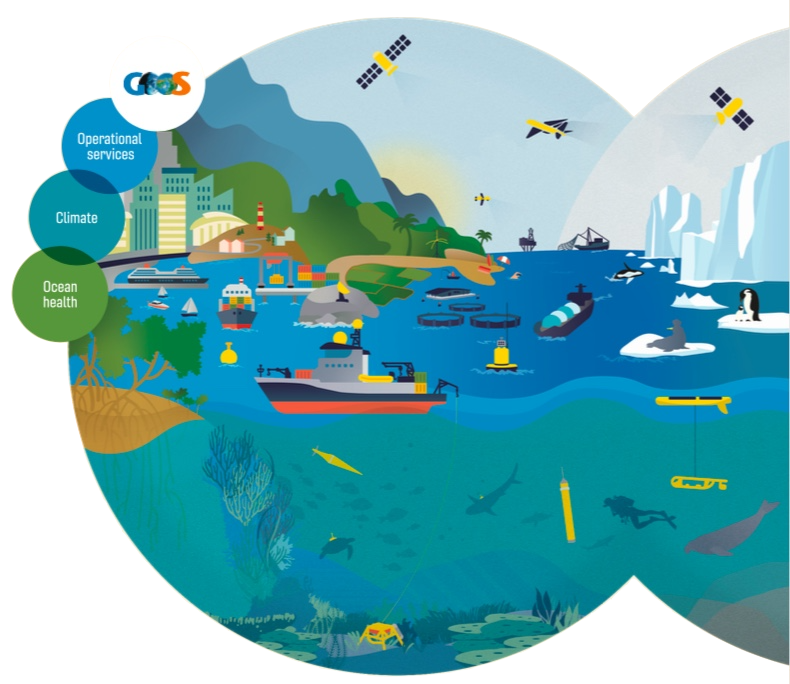 GOOS
Operational
services
Climate
Ocean
health